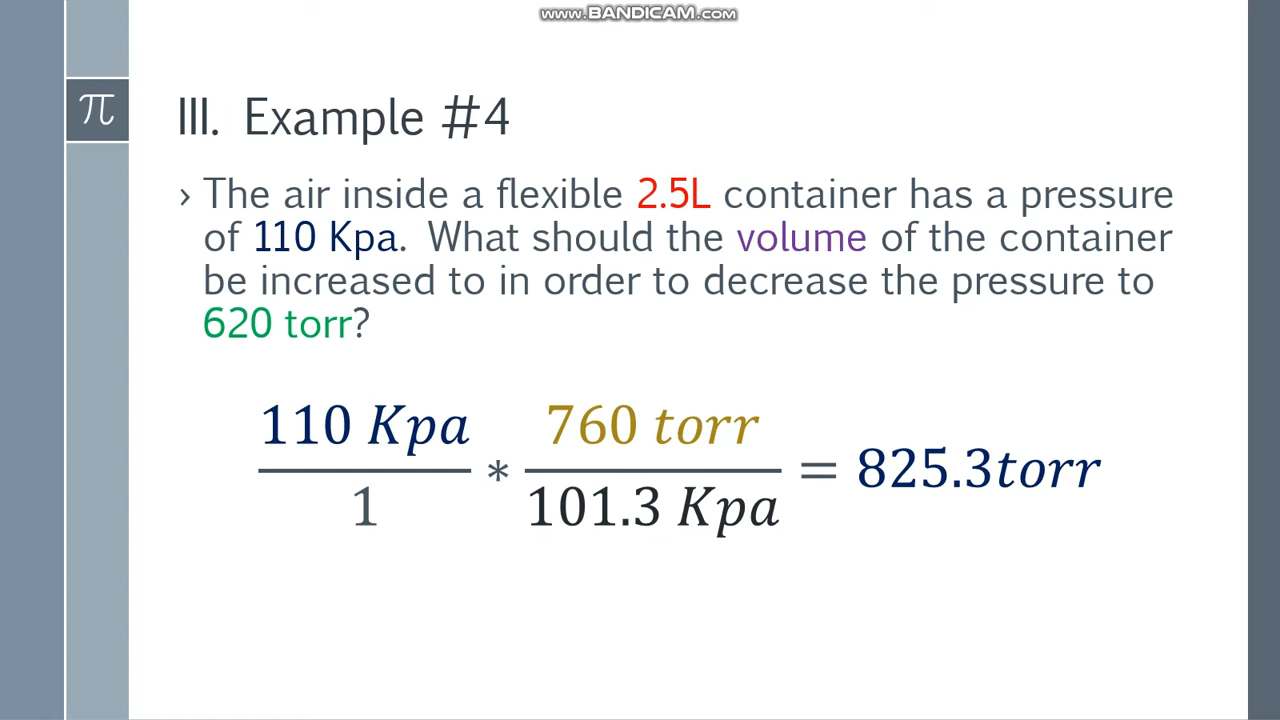 www.BANDICAM.com
π
III. Example #4
› The air inside a flexible 2.5L container has a pressure
of 110 Kpa. What should the volume of the container
be increased to in order to decrease the pressure to
620 torr?
110 Kpa / 1 * 760 torr / 101.3 Kpa = 825.3torr